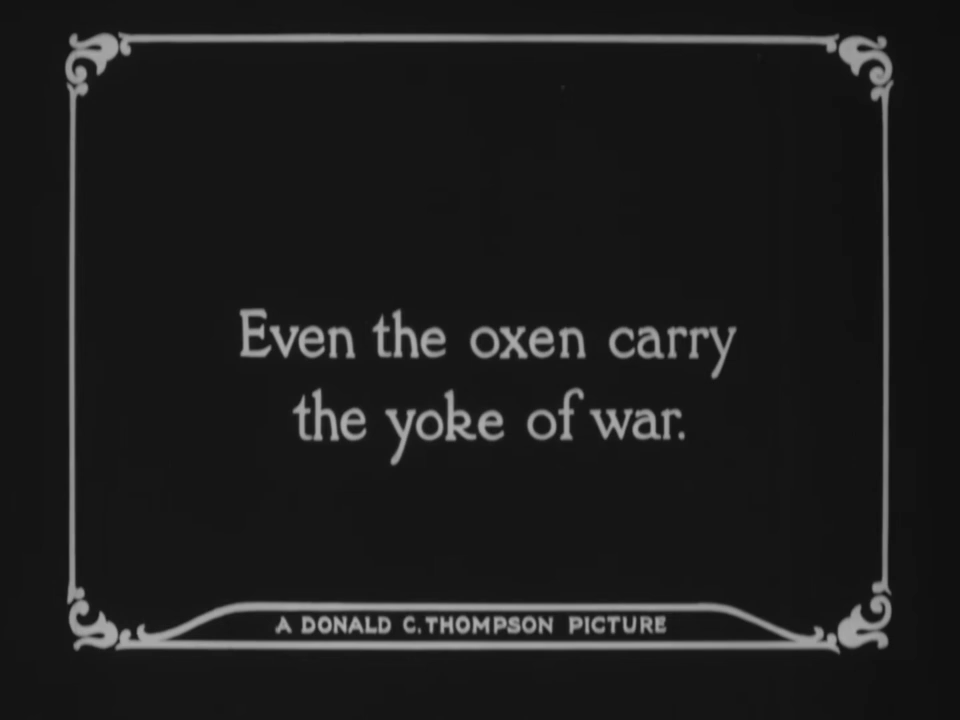 Even the oxen carry
the yoke of war.
A DONALD C. THOMPSON PICTURE